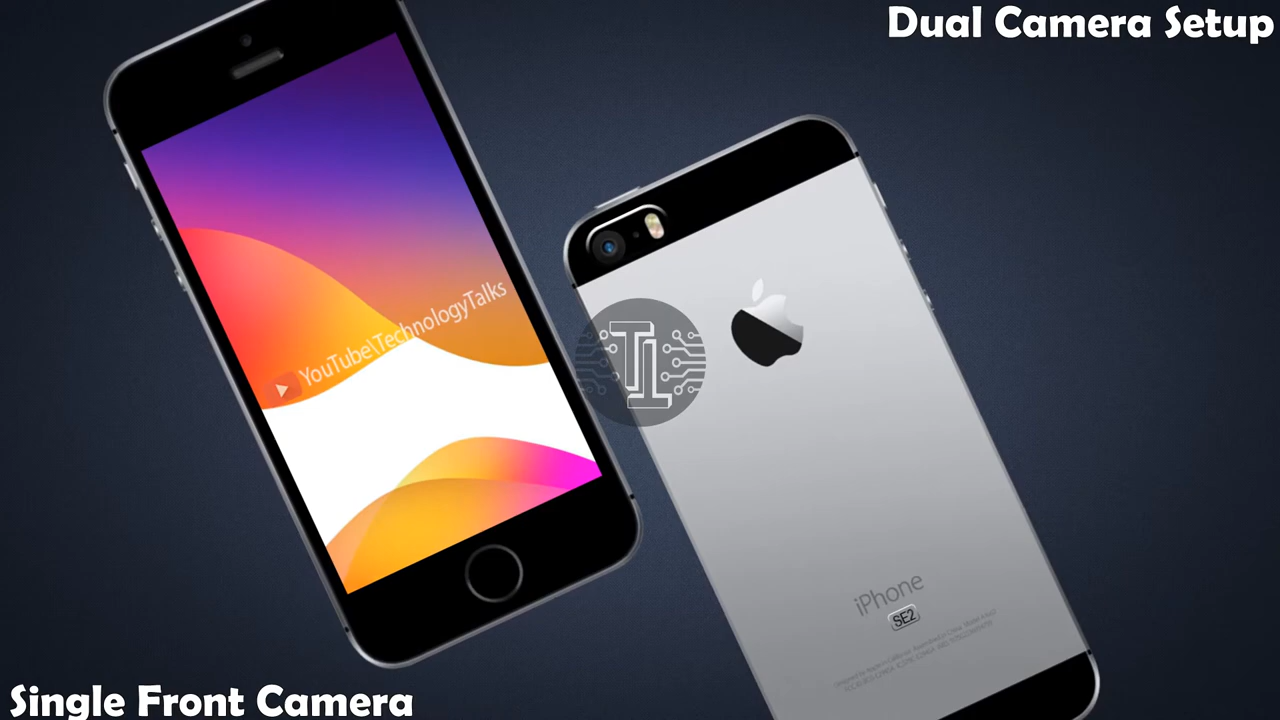 Dual Camera Setup
YouTube\TechnologyTalks
iPhone
SE2
Single Front Camera